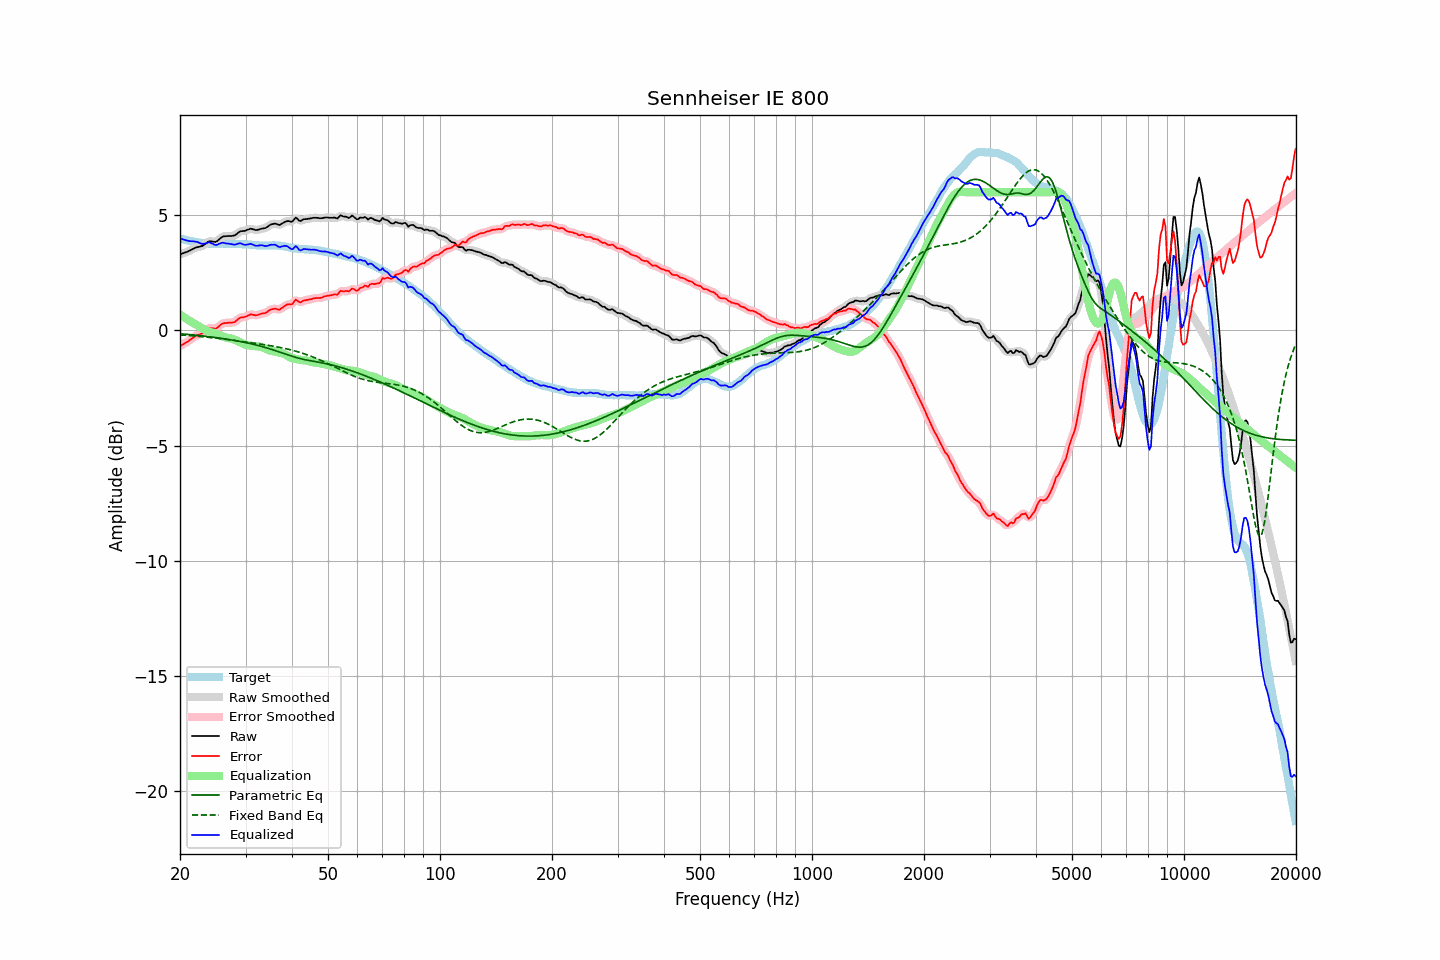 Sennheiser IE 800
Amplitude (dBr)
5
0
−5
−10
−15
−20
Target
Raw Smoothed
Error Smoothed
Raw
Error
Equalization
Parametric Eq
Fixed Band Eq
Equalized
20 50 100 200 500 1000 2000 5000 10000 20000
Frequency (Hz)